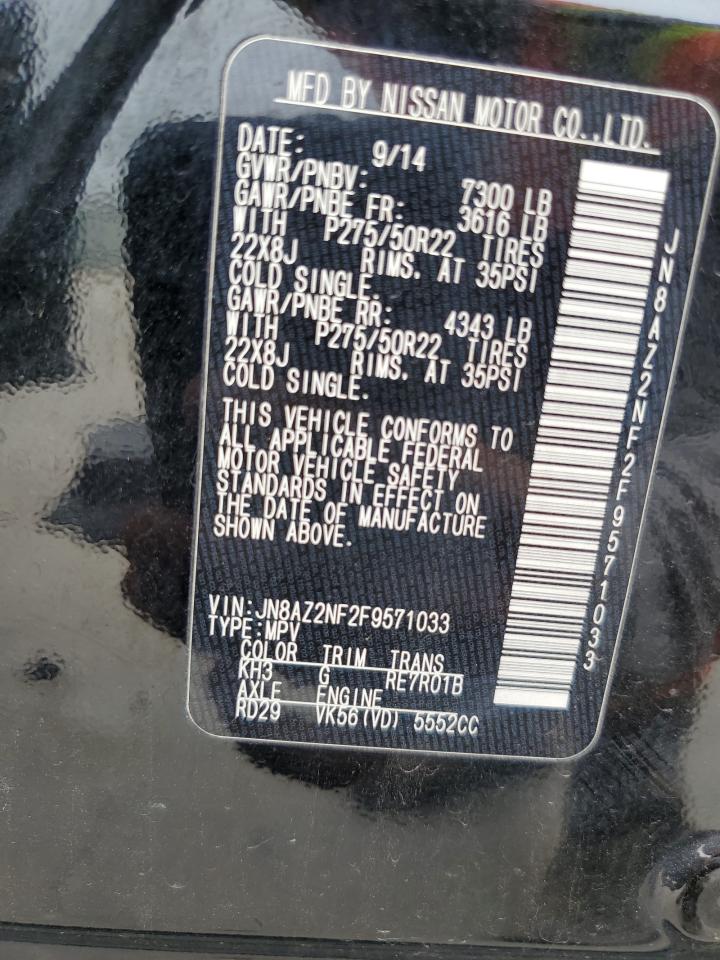 MFD BY NISSAN MOTOR CO.,LTD.
DATE: 9/14
GVWR/PNBV: 7300 LB
GAWR/PNBE FR: 3616 LB
WITH P275/50R22 TIRES
22X8J RIMS. AT 35PSI
COLD SINGLE.
GAWR/PNBE RR: 4343 LB
WITH P275/50R22 TIRES
22X8J RIMS. AT 35PSI
COLD SINGLE.
THIS VEHICLE CONFORMS TO
ALL APPLICABLE FEDERAL
MOTOR VEHICLE SAFETY
STANDARDS IN EFFECT ON
THE DATE OF MANUFACTURE
SHOWN ABOVE.
VIN:JN8AZ2NF2F9571033
TYPE:MPV
COLOR TRIM TRANS
KH3 G RE7R01B
AXLE ENGINE
RD29 VK56(VD) 5552CC
JN8AZ2NF2F9571033